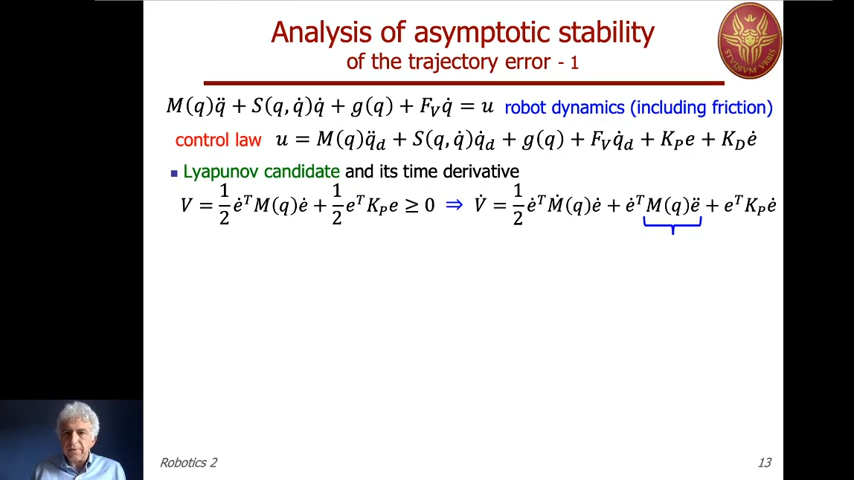 Analysis of asymptotic stability
of the trajectory error - 1
STVDIVM VRBIS
M(q)q̈ + S(q, q̇)q̇ + g(q) + F_V q̇ = u robot dynamics (including friction)
control law u = M(q)q̈_d + S(q, q̇)q̇_d + g(q) + F_V q̇_d + K_P e + K_D ė
▪ Lyapunov candidate and its time derivative
V = 1/2 ė^T M(q)ė + 1/2 e^T K_P e ≥ 0 ⇒ V̇ = 1/2 ė^T Ṁ(q)ė + ė^T M(q)ë + e^T K_P ė
Robotics 2
13